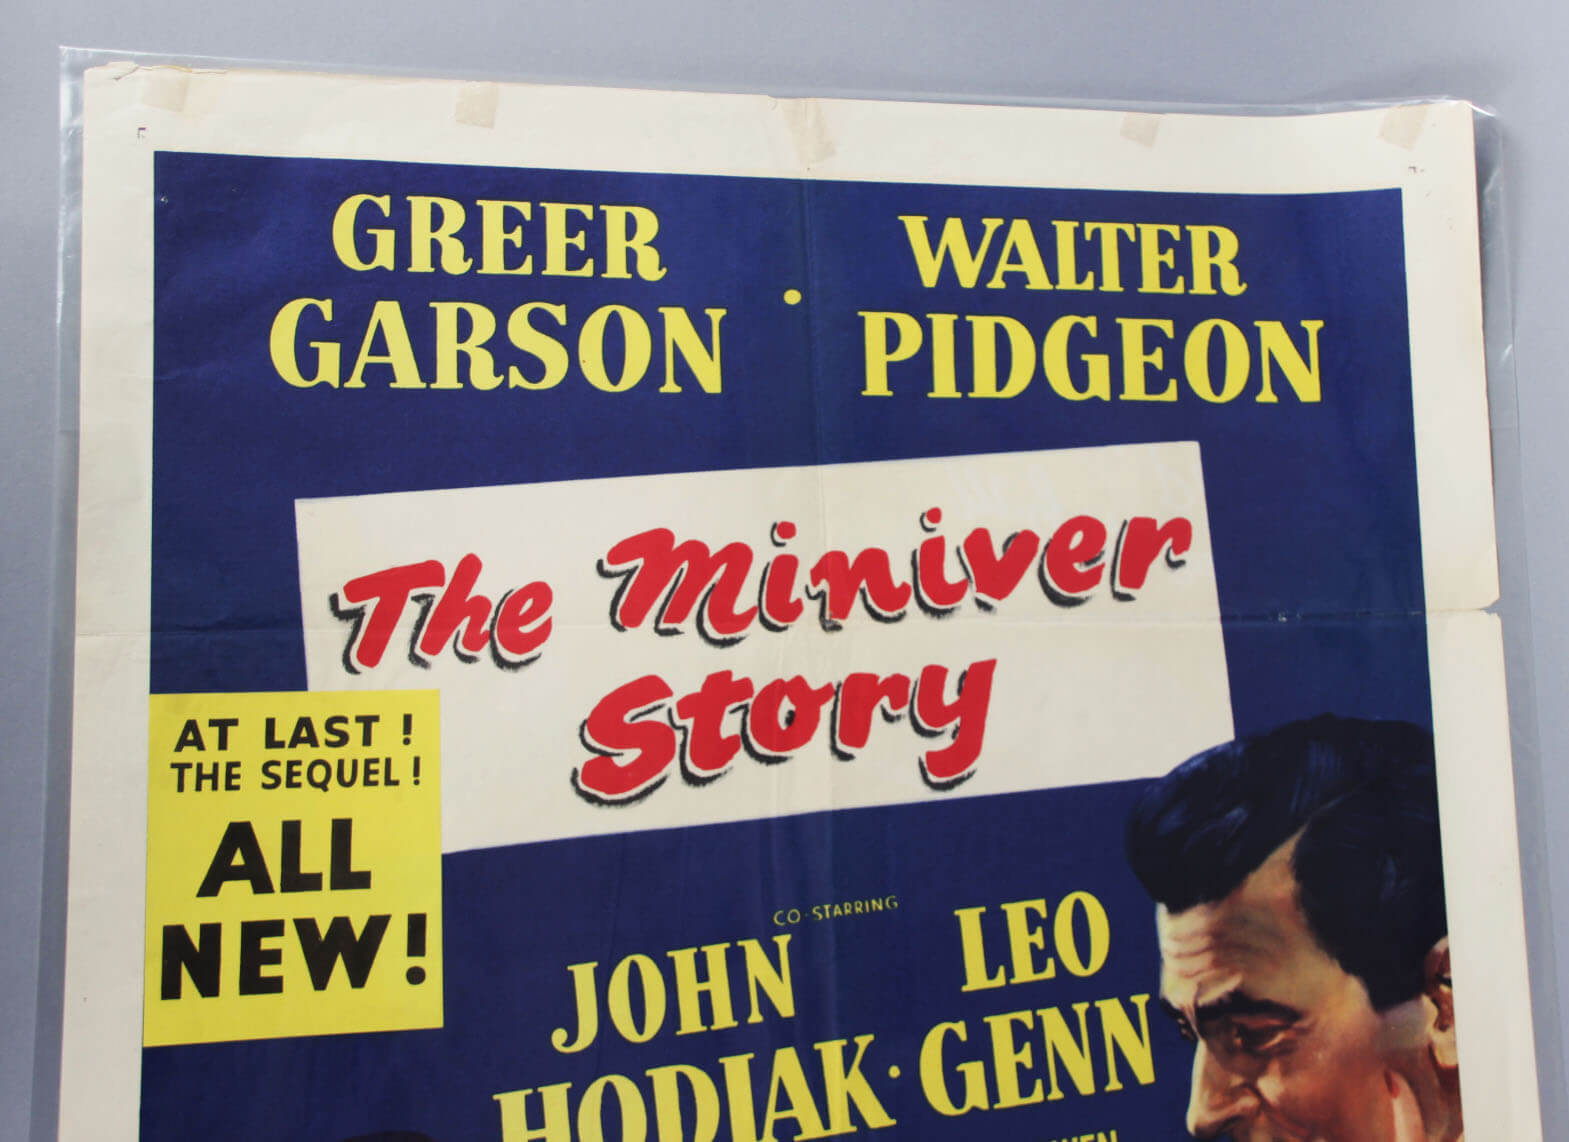 GREER
GARSON
·
WALTER
PIDGEON
The Miniver
Story
AT LAST!
THE SEQUEL!
ALL
NEW!
CO-STARRING
JOHN
HODIAK ·
LEO
GENN